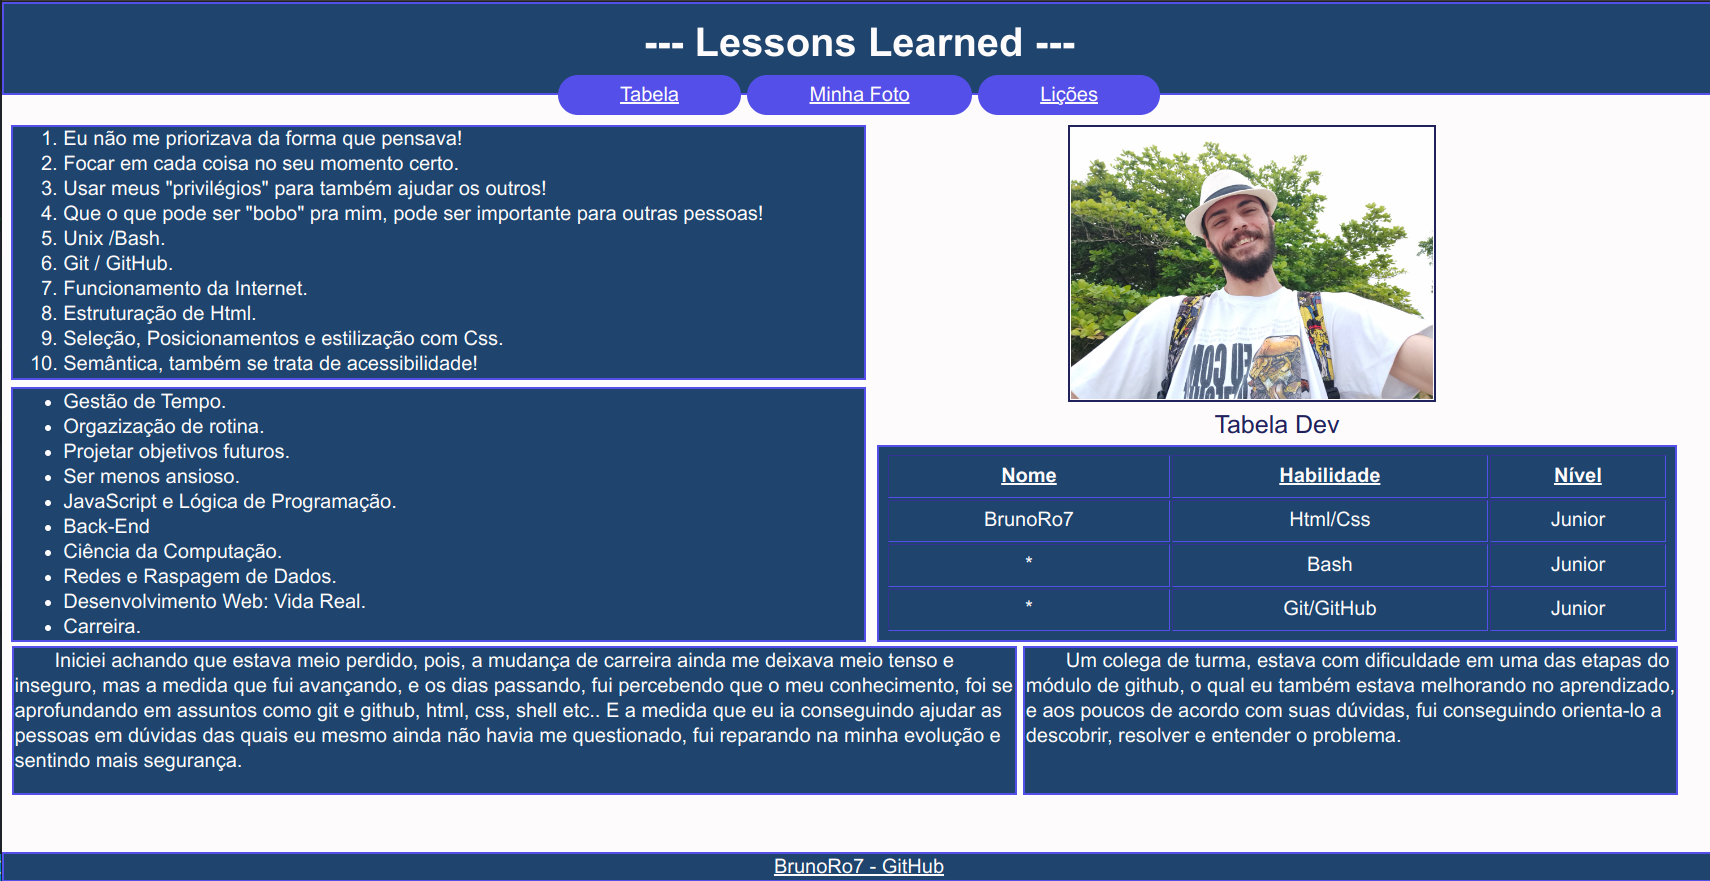 --- Lessons Learned ---
Tabela
Minha Foto
Lições
1. Eu não me priorizava da forma que pensava!
2. Focar em cada coisa no seu momento certo.
3. Usar meus "privilégios" para também ajudar os outros!
4. Que o que pode ser "bobo" pra mim, pode ser importante para outras pessoas!
5. Unix /Bash.
6. Git / GitHub.
7. Funcionamento da Internet.
8. Estruturação de Html.
9. Seleção, Posicionamentos e estilização com Css.
10. Semântica, também se trata de acessibilidade!
• Gestão de Tempo.
• Orgazização de rotina.
• Projetar objetivos futuros.
• Ser menos ansioso.
• JavaScript e Lógica de Programação.
• Back-End
• Ciência da Computação.
• Redes e Raspagem de Dados.
• Desenvolvimento Web: Vida Real.
• Carreira.
EU COM
Tabela Dev
Nome Habilidade Nível
BrunoRo7 Html/Css Junior
* Bash Junior
* Git/GitHub Junior
Iniciei achando que estava meio perdido, pois, a mudança de carreira ainda me deixava meio tenso e
inseguro, mas a medida que fui avançando, e os dias passando, fui percebendo que o meu conhecimento, foi se
aprofundando em assuntos como git e github, html, css, shell etc.. E a medida que eu ia conseguindo ajudar as
pessoas em dúvidas das quais eu mesmo ainda não havia me questionado, fui reparando na minha evolução e
sentindo mais segurança.
Um colega de turma, estava com dificuldade em uma das etapas do
módulo de github, o qual eu também estava melhorando no aprendizado,
e aos poucos de acordo com suas dúvidas, fui conseguindo orienta-lo a
descobrir, resolver e entender o problema.
BrunoRo7 - GitHub